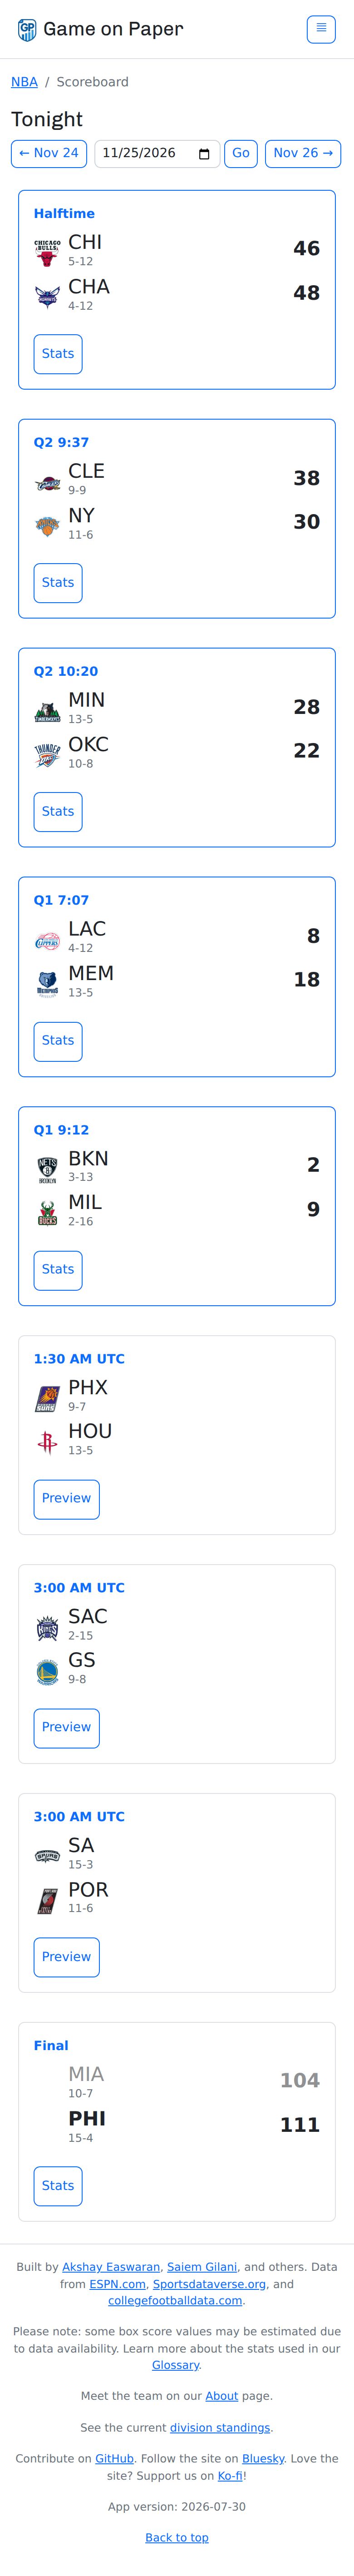 Game on Paper
NBA / Scoreboard
Tonight
← Nov 24 11/25/2026 Go Nov 26 →
Halftime
CHI 46
5-12
CHA 48
4-12
Stats
Q2 9:37
CLE 38
9-9
NY 30
11-6
Stats
Q2 10:20
MIN 28
13-5
OKC 22
10-8
Stats
Q1 7:07
LAC 8
4-12
MEM 18
13-5
Stats
Q1 9:12
BKN 2
3-13
MIL 9
2-16
Stats
1:30 AM UTC
PHX
9-7
HOU
13-5
Preview
3:00 AM UTC
SAC
2-15
GS
9-8
Preview
3:00 AM UTC
SA
15-3
POR
11-6
Preview
Final
MIA 104
10-7
PHI 111
15-4
Stats
Built by Akshay Easwaran, Saiem Gilani, and others. Data
from ESPN.com, Sportsdataverse.org, and
collegefootballdata.com.
Please note: some box score values may be estimated due
to data availability. Learn more about the stats used in our
Glossary.
Meet the team on our About page.
See the current division standings.
Contribute on GitHub. Follow the site on Bluesky. Love the
site? Support us on Ko-fi!
App version: 2026-07-30
Back to top